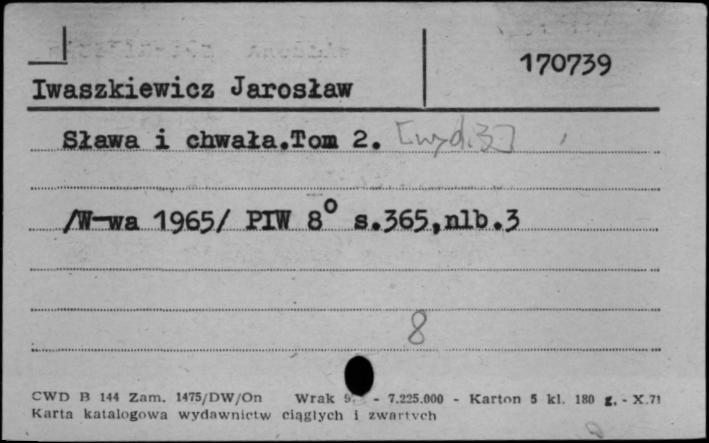 170739
Iwaszkiewicz Jarosław
Sława i chwała.Tom 2. [wyd.3]
/W-wa 1965/ PIW 8° s.365,nlb.3
8
CWD B 144 Zam. 1475/DW/On Wrak - 7.225.000 - Karton 5 kl. 180 g. - X.71
Karta katalogowa wydawnictw ciągłych i zwartych